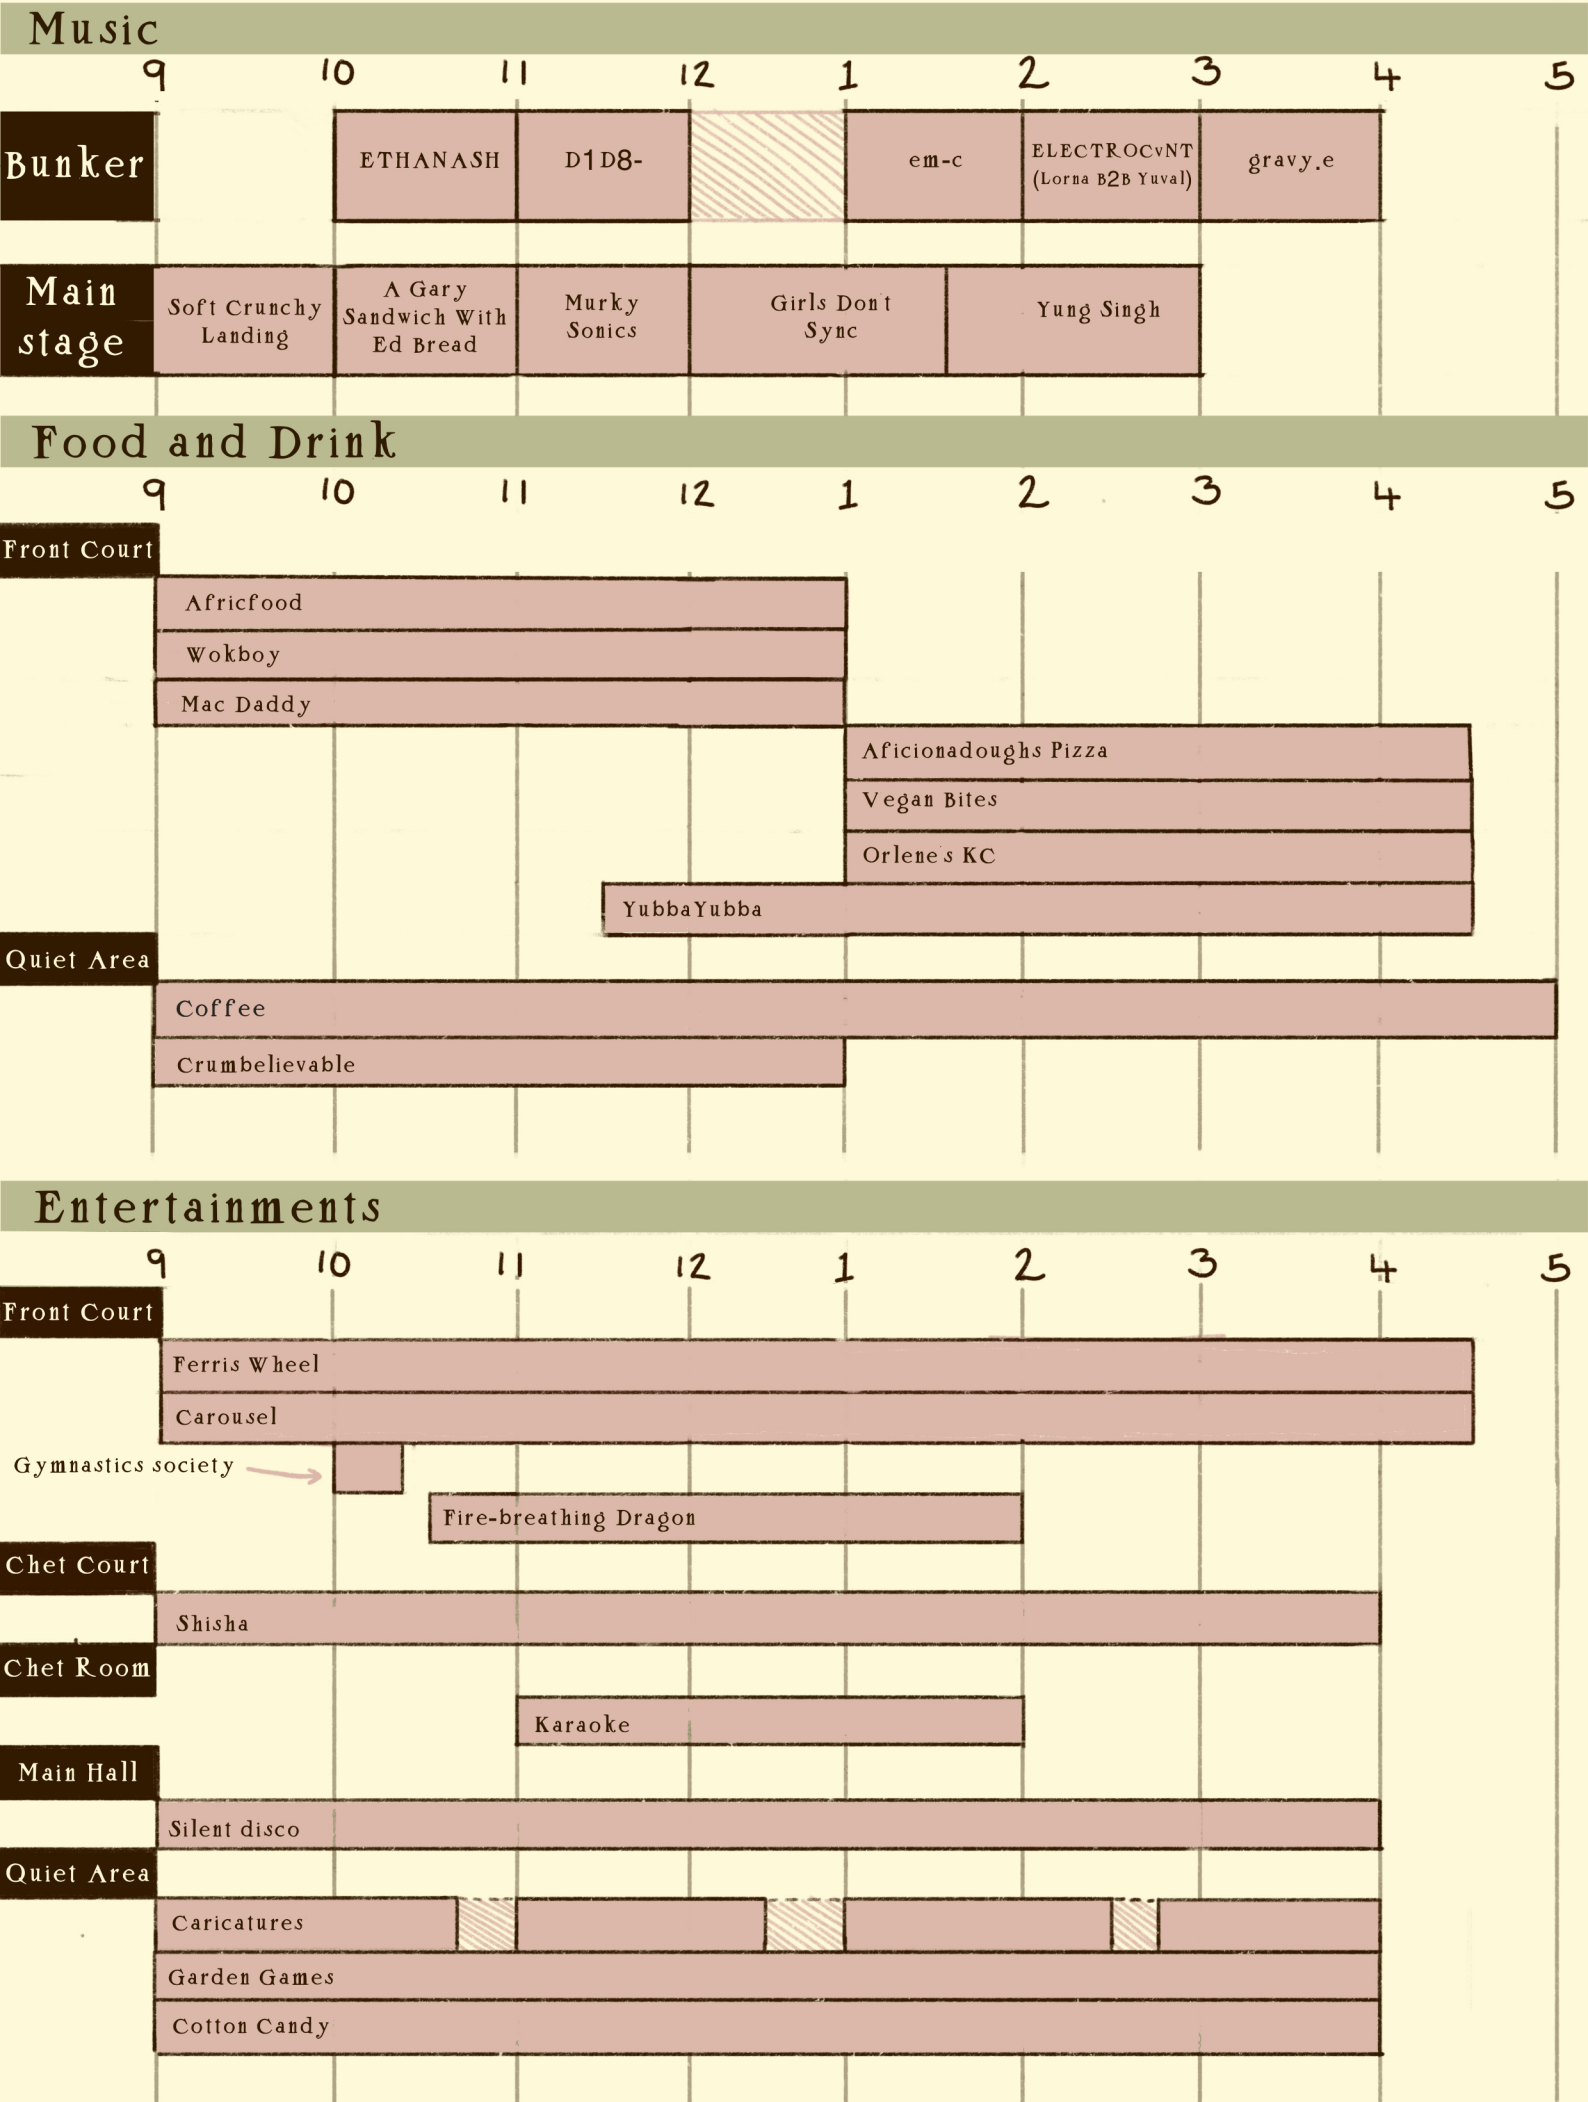 Music
9 10 11 12 1 2 3 4 5
Bunker
ETHANASH
D1D8-
em-c
ELECTROCvNT
(Lorna B2B Yuval)
gravy.e
Main
stage
Soft Crunchy
Landing
A Gary
Sandwich With
Ed Bread
Murky
Sonics
Girls Don't
Sync
Yung Singh
Food and Drink
9 10 11 12 1 2 3 4 5
Front Court
Africfood
Wokboy
Mac Daddy
Aficionadoughs Pizza
Vegan Bites
Orlene's KC
YubbaYubba
Quiet Area
Coffee
Crumbelievable
Entertainments
9 10 11 12 1 2 3 4 5
Front Court
Ferris Wheel
Carousel
Gymnastics society
Fire-breathing Dragon
Chet Court
Shisha
Chet Room
Karaoke
Main Hall
Silent disco
Quiet Area
Caricatures
Garden Games
Cotton Candy